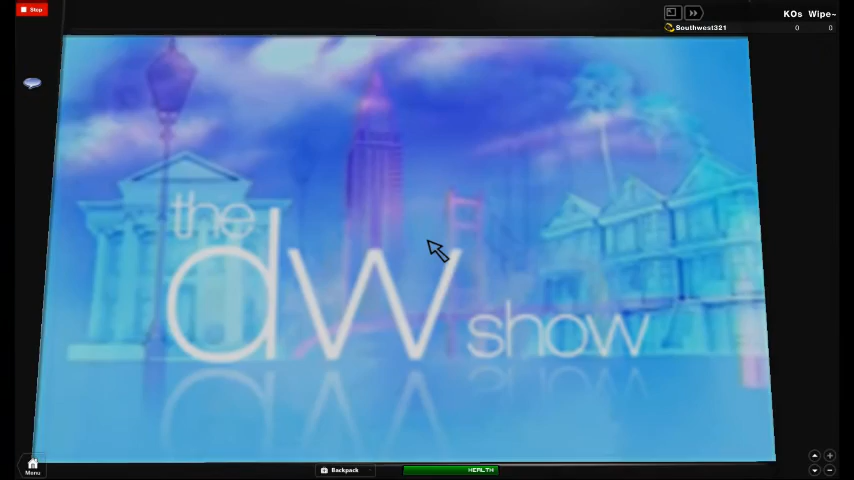 Stop
KOs Wipe~
Southwest321 0 0
the
dw show
Menu
Backpack
HEALTH